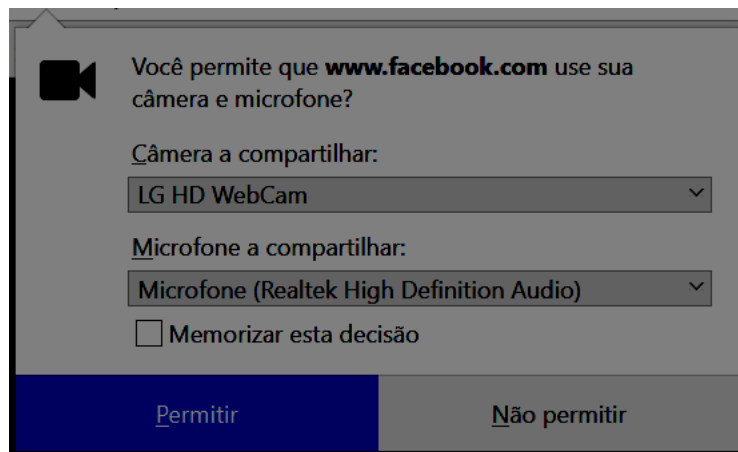 Você permite que www.facebook.com use sua
câmera e microfone?
Câmera a compartilhar:
LG HD WebCam
Microfone a compartilhar:
Microfone (Realtek High Definition Audio)
Memorizar esta decisão
Permitir
Não permitir